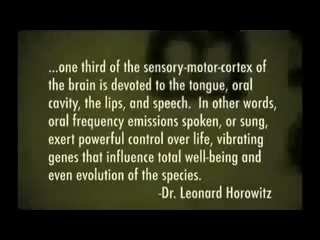 ...one third of the sensory-motor-cortex of
the brain is devoted to the tongue, oral
cavity, the lips, and speech. In other words,
oral frequency emissions spoken, or sung,
exert powerful control over life, vibrating
genes that influence total well-being and
even evolution of the species.
-Dr. Leonard Horowitz